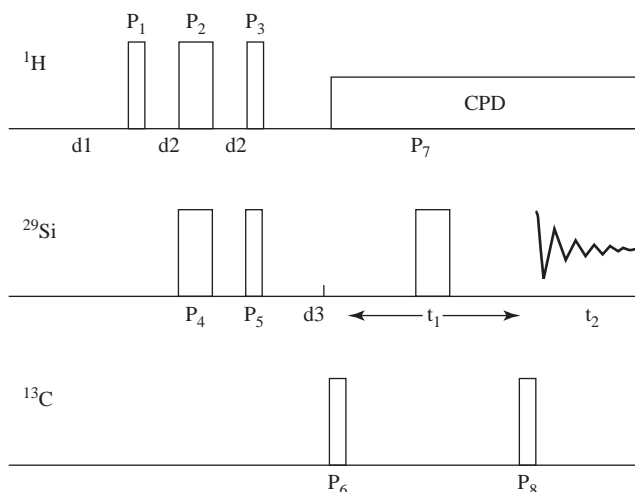 P₁ P₂ P₃
¹H
CPD
d1 d2 d2 P₇
²⁹Si
P₄ P₅ d3 t₁ t₂
¹³C
P₆ P₈